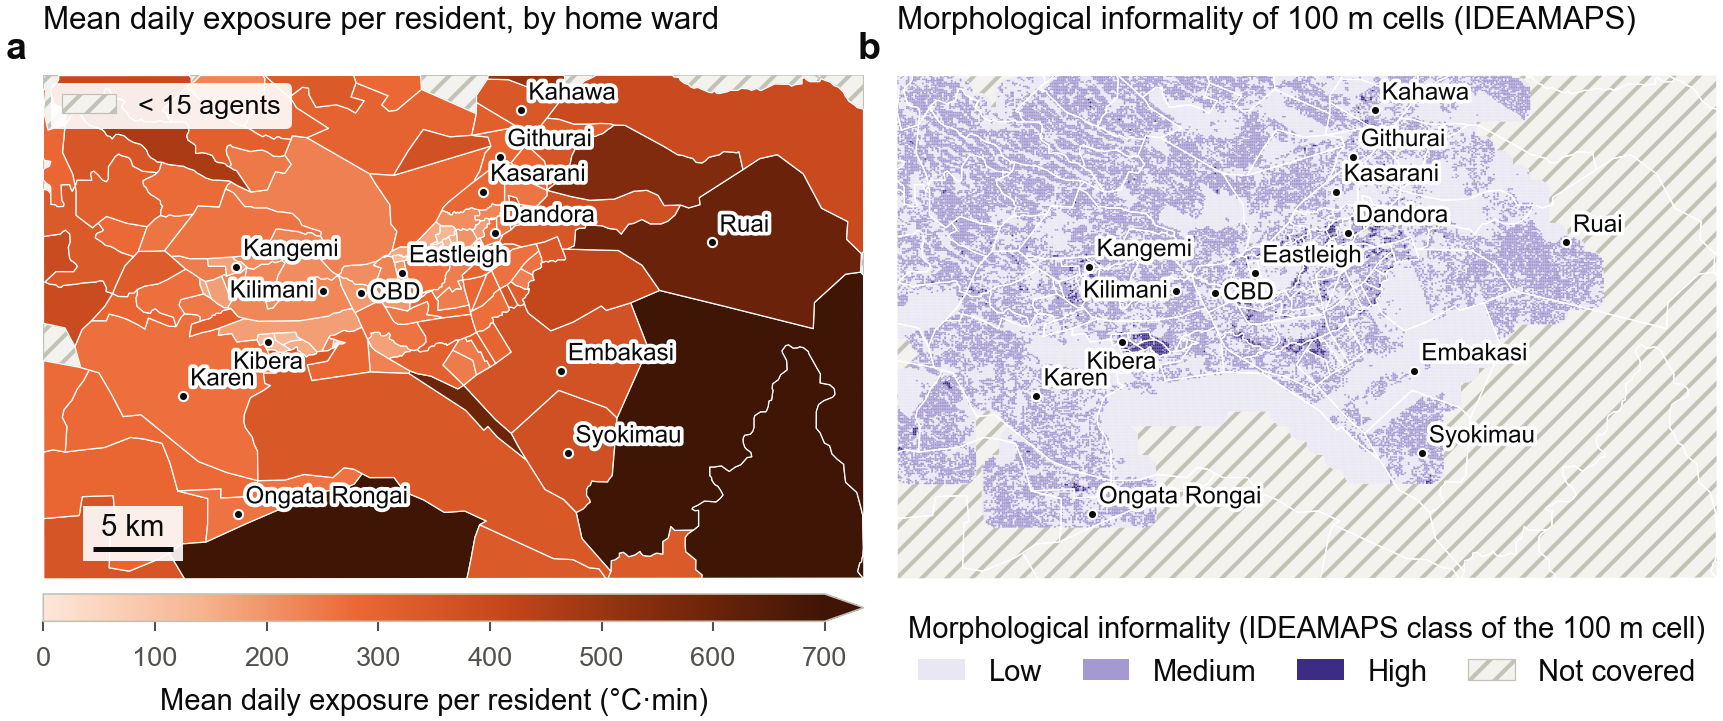 Mean daily exposure per resident, by home ward
a
< 15 agents
Kahawa
Githurai
Kasarani
Dandora
Ruai
Kangemi
Eastleigh
Kilimani
CBD
Kibera
Karen
Embakasi
Syokimau
Ongata Rongai
5 km
0 100 200 300 400 500 600 700
Mean daily exposure per resident (°C·min)
Morphological informality of 100 m cells (IDEAMAPS)
b
Kahawa
Githurai
Kasarani
Dandora
Ruai
Kangemi
Eastleigh
Kilimani
CBD
Kibera
Karen
Embakasi
Syokimau
Ongata Rongai
Morphological informality (IDEAMAPS class of the 100 m cell)
Low Medium High Not covered